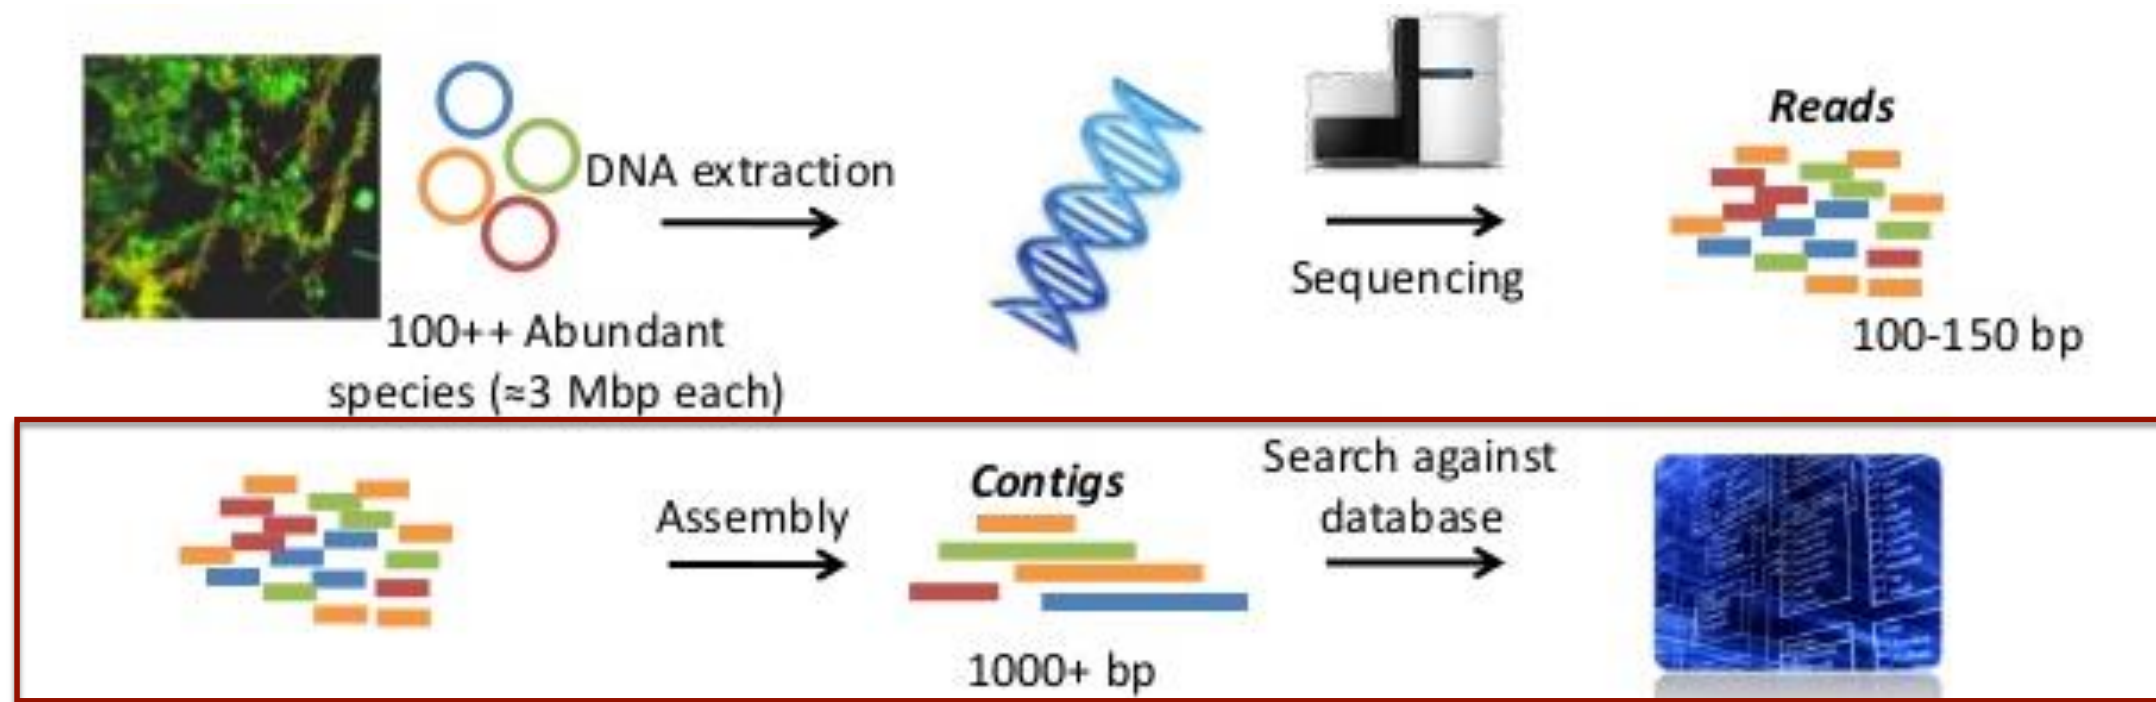 DNA extraction
100++ Abundant
species (≈3 Mbp each)
Sequencing
Reads
100-150 bp
Assembly
Contigs
1000+ bp
Search against
database